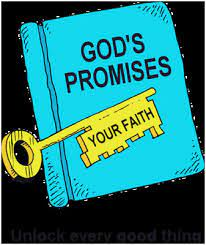 GOD'S
PROMISES
YOUR FAITH
Unlock every good thing